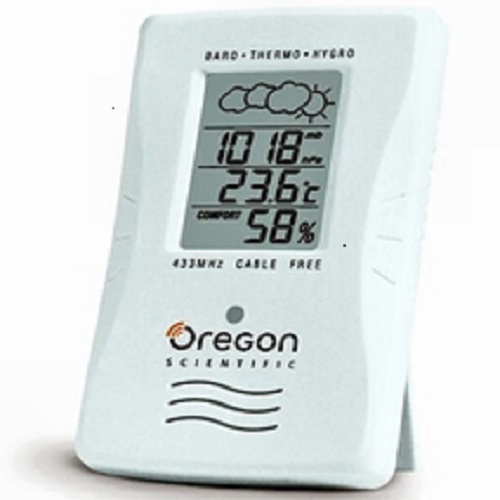 BARO • THERMO • HYGRO
1018 mb hPa
23.6°c
COMFORT 58%
433MHz CABLE FREE
OREGON
SCIENTIFIC